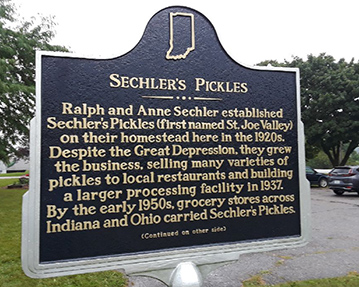 SECHLER'S PICKLES
Ralph and Anne Sechler established
Sechler's Pickles (first named St. Joe Valley)
on their homestead here in the 1920s.
Despite the Great Depression, they grew
the business, selling many varieties of
pickles to local restaurants and building
a larger processing facility in 1937.
By the early 1950s, grocery stores across
Indiana and Ohio carried Sechler's Pickles.
(Continued on other side)